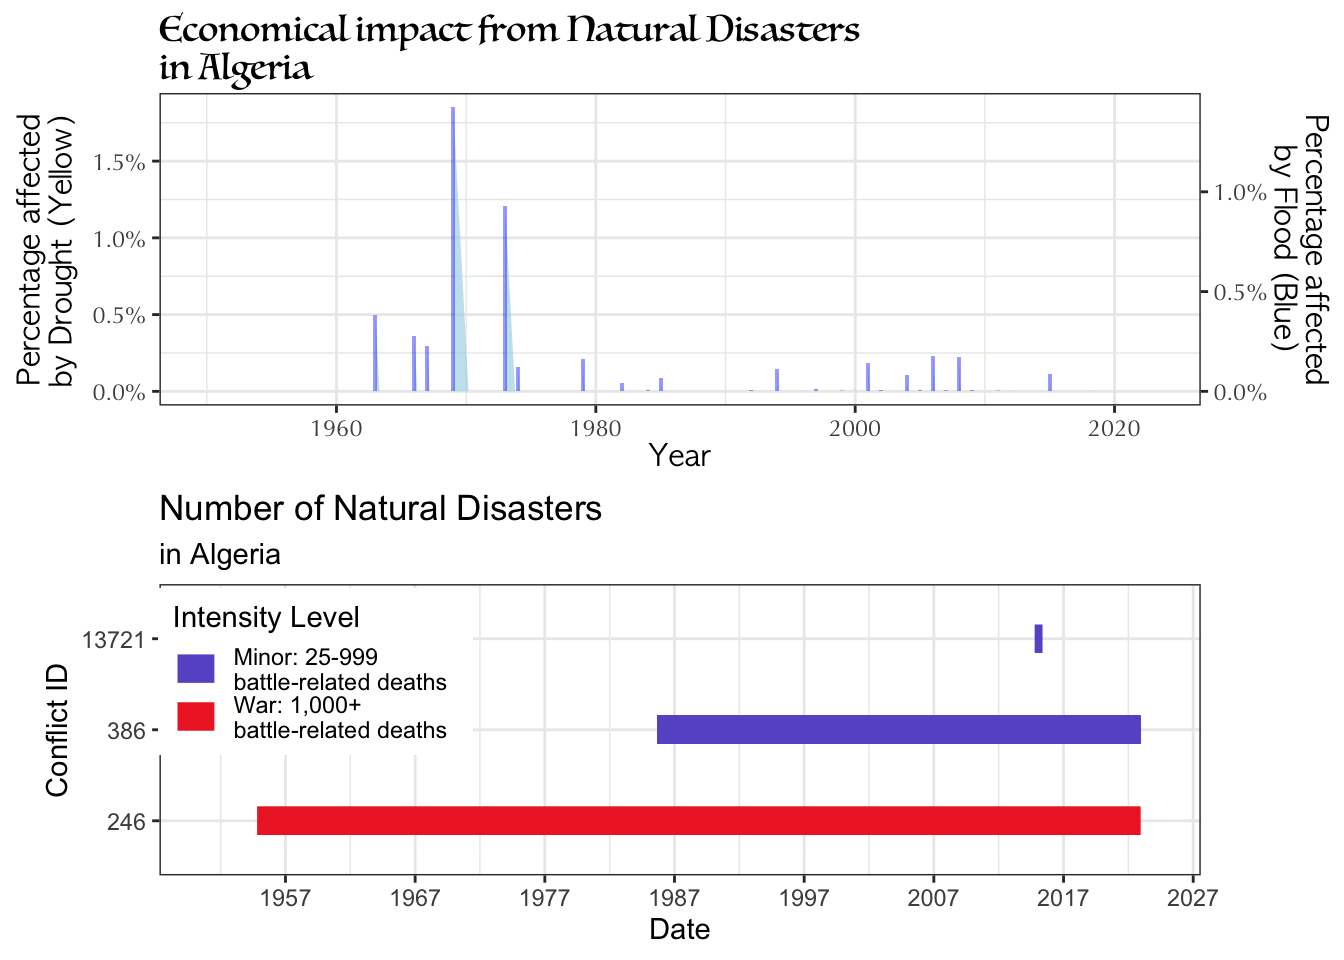 Economical impact from Natural Disasters
in Algeria
Percentage affected
by Drought (Yellow)
1.5%
1.0%
0.5%
0.0%
Percentage affected
by Flood (Blue)
1.0%
0.5%
0.0%
1960 1980 2000 2020
Year
Number of Natural Disasters
in Algeria
Conflict ID
13721
386
246
Intensity Level
Minor: 25-999
battle-related deaths
War: 1,000+
battle-related deaths
1957 1967 1977 1987 1997 2007 2017 2027
Date